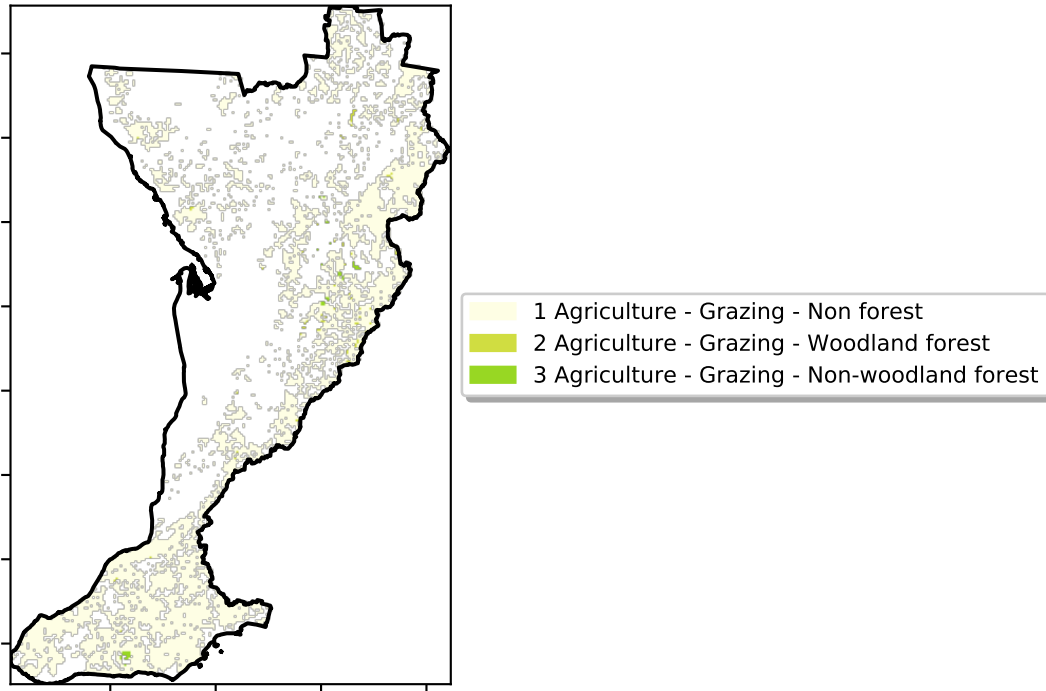 1 Agriculture - Grazing - Non forest
2 Agriculture - Grazing - Woodland forest
3 Agriculture - Grazing - Non-woodland forest